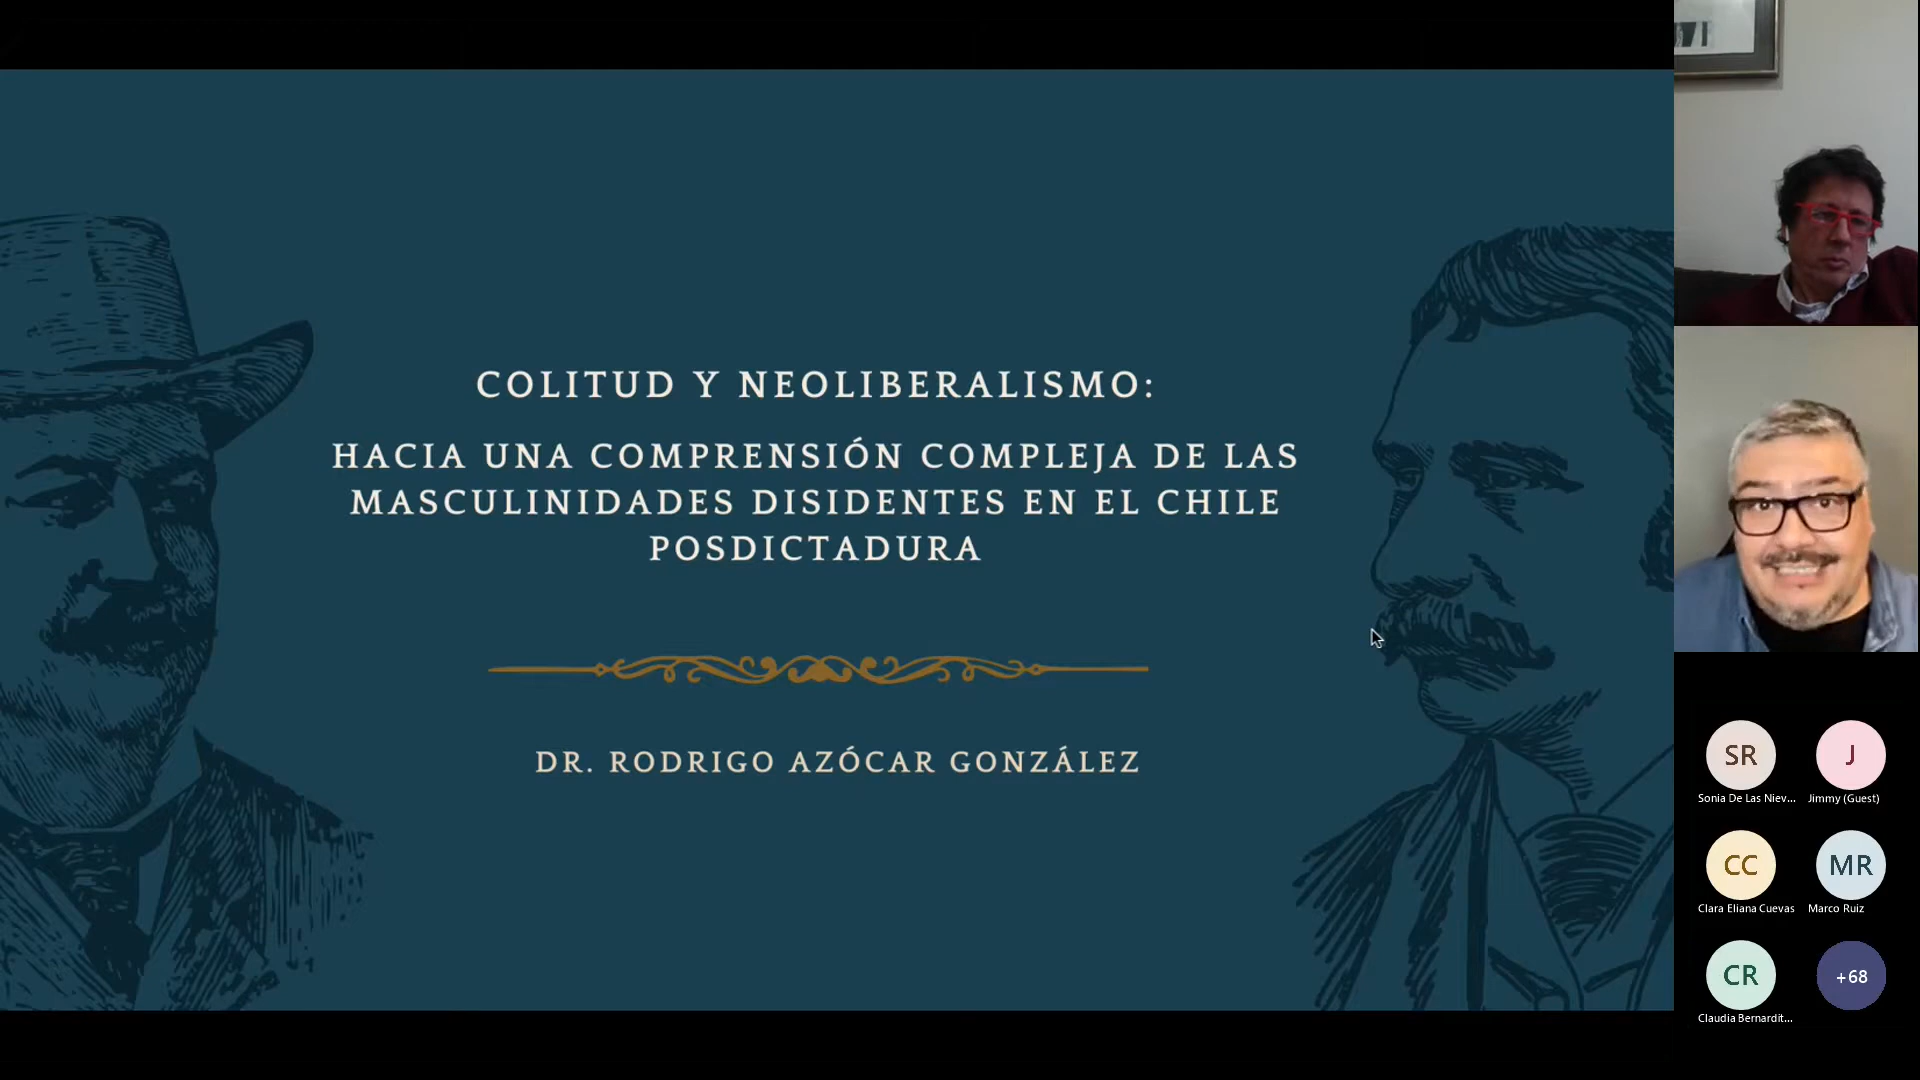 COLITUD Y NEOLIBERALISMO:
HACIA UNA COMPRENSIÓN COMPLEJA DE LAS
MASCULINIDADES DISIDENTES EN EL CHILE
POSDICTADURA
DR. RODRIGO AZÓCAR GONZÁLEZ
SR
J
Sonia De Las Niev...
Jimmy (Guest)
CC
MR
Clara Eliana Cuevas
Marco Ruiz
CR
+68
Claudia Bernardit...